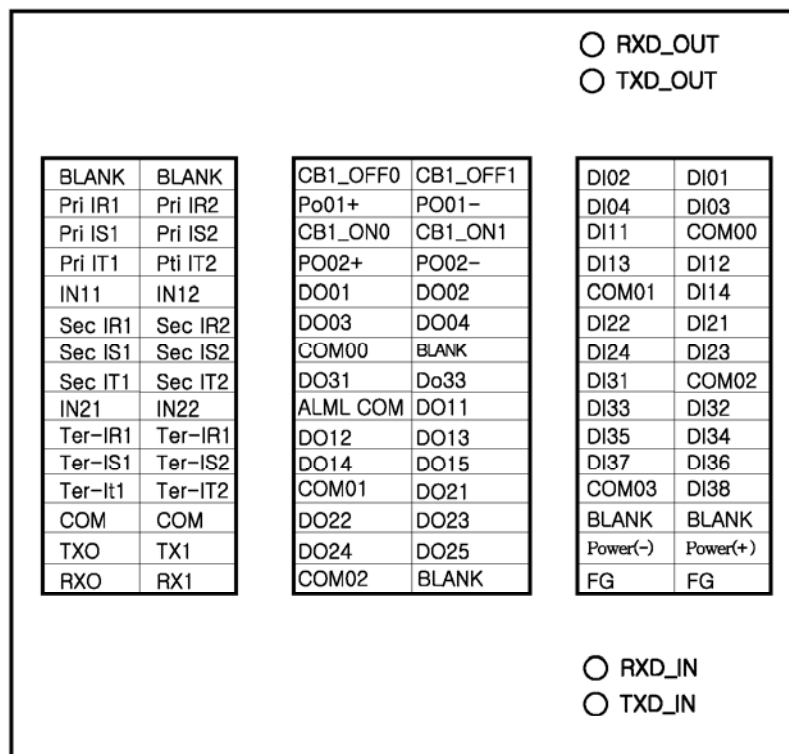 RXD_OUT
TXD_OUT
BLANK BLANK
Pri IR1 Pri IR2
Pri IS1 Pri IS2
Pri IT1 Pti IT2
IN11 IN12
Sec IR1 Sec IR2
Sec IS1 Sec IS2
Sec IT1 Sec IT2
IN21 IN22
Ter-IR1 Ter-IR1
Ter-IS1 Ter-IS2
Ter-It1 Ter-IT2
COM COM
TXO TX1
RXO RX1
CB1_OFF0 CB1_OFF1
Po01+ PO01-
CB1_ON0 CB1_ON1
PO02+ PO02-
DO01 DO02
DO03 DO04
COM00 BLANK
DO31 Do33
ALML COM DO11
DO12 DO13
DO14 DO15
COM01 DO21
DO22 DO23
DO24 DO25
COM02 BLANK
DI02 DI01
DI04 DI03
DI11 COM00
DI13 DI12
COM01 DI14
DI22 DI21
DI24 DI23
DI31 COM02
DI33 DI32
DI35 DI34
DI37 DI36
COM03 DI38
BLANK BLANK
Power(-) Power(+)
FG FG
RXD_IN
TXD_IN